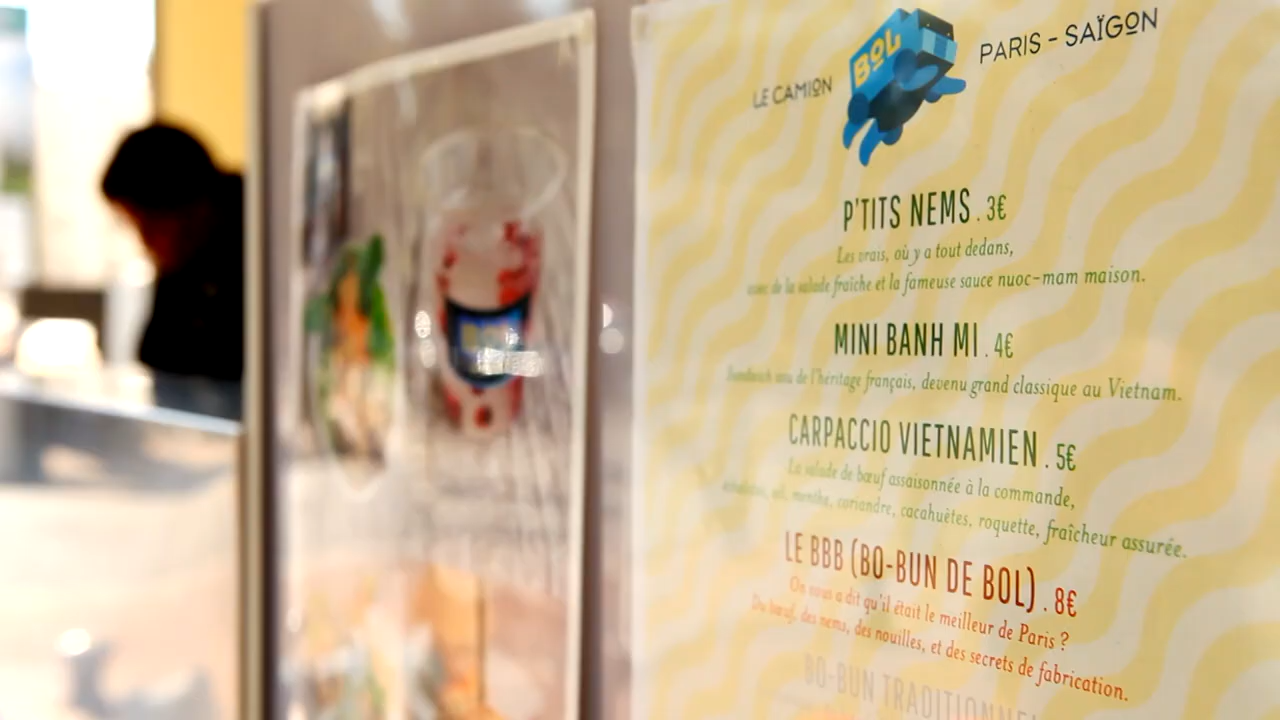 LE CAMION
BOL
PARIS - SAÏGON
P'TITS NEMS . 3€
Les vrais, où y a tout dedans,
avec de la salade fraîche et la fameuse sauce nuoc-mam maison.
MINI BANH MI . 4€
Sandwich issu de l'héritage français, devenu grand classique au Vietnam.
CARPACCIO VIETNAMIEN . 5€
La salade de bœuf assaisonnée à la commande,
ail, menthe, coriandre, cacahuètes, roquette, fraîcheur assurée.
LE BBB (BO-BUN DE BOL) . 8€
On nous a dit qu'il était le meilleur de Paris ?
Du bœuf, des nems, des nouilles, et des secrets de fabrication.
BO-BUN TRADITIONNEL